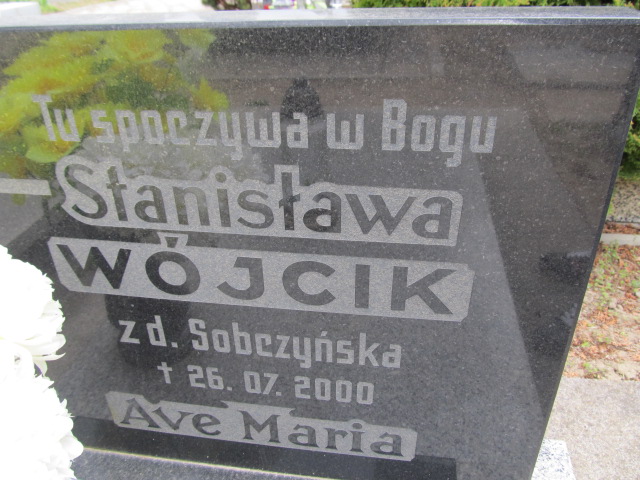 Tu spoczywa w Bogu
Stanisława
WÓJCIK
z d. Sobczyńska
† 26. 07. 2000
Ave Maria